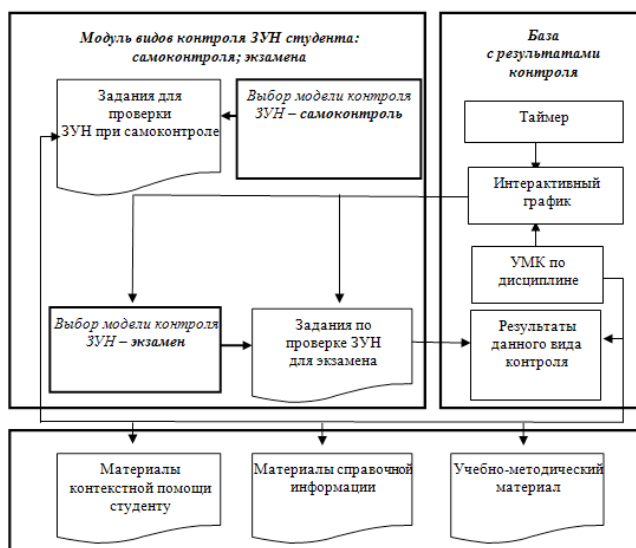 Модуль видов контроля ЗУН студента:
самоконтроля; экзамена
Задания для
проверки
ЗУН при самоконтроле
Выбор модели контроля
ЗУН – самоконтроль
Выбор модели контроля
ЗУН – экзамен
Задания по
проверке ЗУН
для экзамена
База
с результатами
контроля
Таймер
Интерактивный
график
УМК по
дисциплине
Результаты
данного вида
контроля
Материалы
контекстной помощи
студенту
Материалы справочной
информации
Учебно-методический
материал